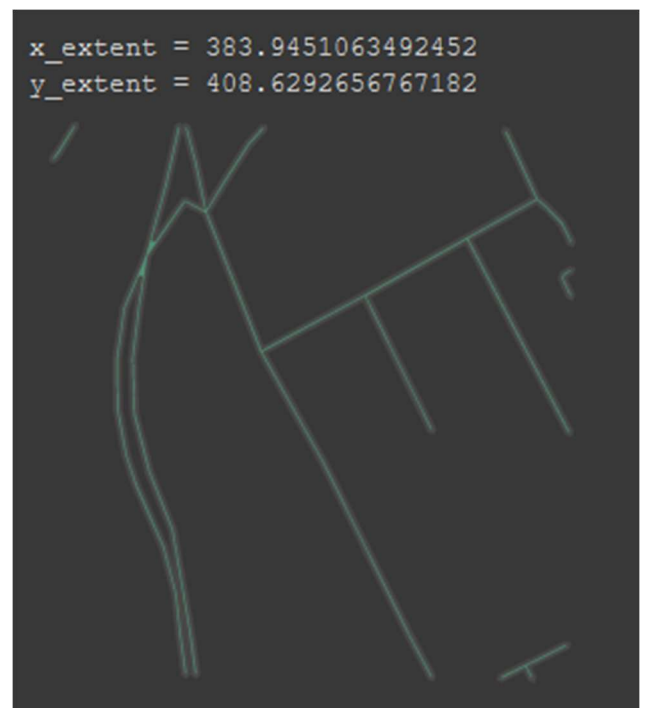 x_extent = 383.9451063492452
y_extent = 408.6292656767182